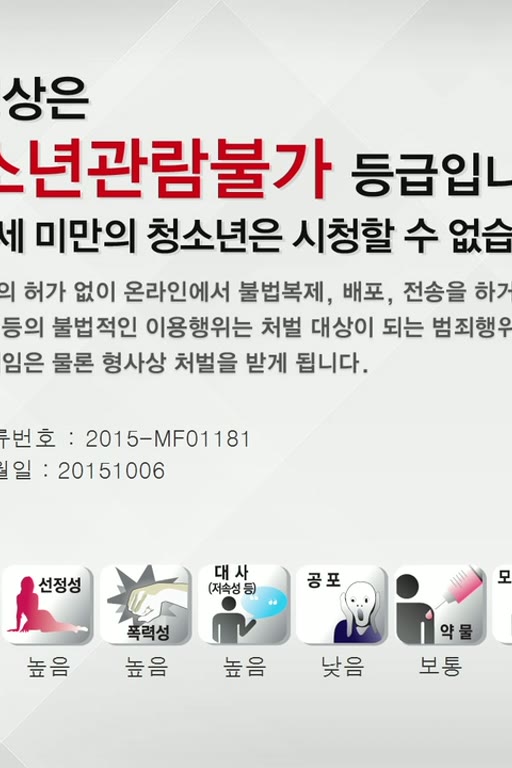 상은
소년관람불가 등급입니
세 미만의 청소년은 시청할 수 없습
의 허가 없이 온라인에서 불법복제, 배포, 전송을 하거
등의 불법적인 이용행위는 처벌 대상이 되는 범죄행위
임은 물론 형사상 처벌을 받게 됩니다.
류번호 : 2015-MF01181
월일 : 20151006
선정성 폭력성 대 사 (저속성 등) 공 포 약 물 모
높음 높음 높음 낮음 보통